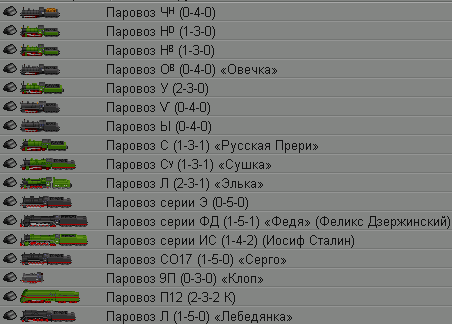 Паровоз Чᴴ (0-4-0)
Паровоз Нᴰ (1-3-0)
Паровоз Нᴮ (1-3-0)
Паровоз Оᴮ (0-4-0) «Овечка»
Паровоз У (2-3-0)
Паровоз Ѵ (0-4-0)
Паровоз Ы (0-4-0)
Паровоз С (1-3-1) «Русская Прери»
Паровоз Су (1-3-1) «Сушка»
Паровоз Л (2-3-1) «Элька»
Паровоз серии Э (0-5-0)
Паровоз серии ФД (1-5-1) «Федя» (Феликс Дзержинский)
Паровоз серии ИС (1-4-2) (Иосиф Сталин)
Паровоз СО17 (1-5-0) «Серго»
Паровоз 9П (0-3-0) «Клоп»
Паровоз П12 (2-3-2 К)
Паровоз Л (1-5-0) «Лебедянка»